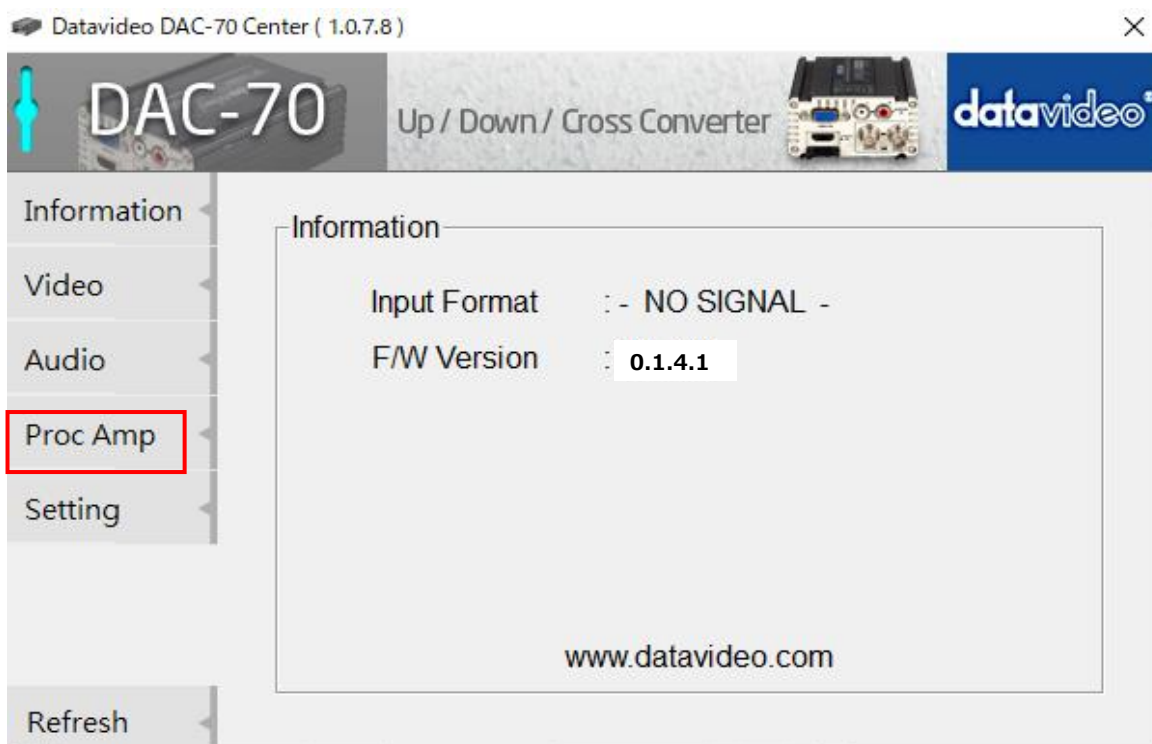 Datavideo DAC-70 Center ( 1.0.7.8 )
DAC-70 Up / Down / Cross Converter datavideo®
Information
Video
Audio
Proc Amp
Setting
Refresh
Information
Input Format : - NO SIGNAL -
F/W Version : 0.1.4.1
www.datavideo.com